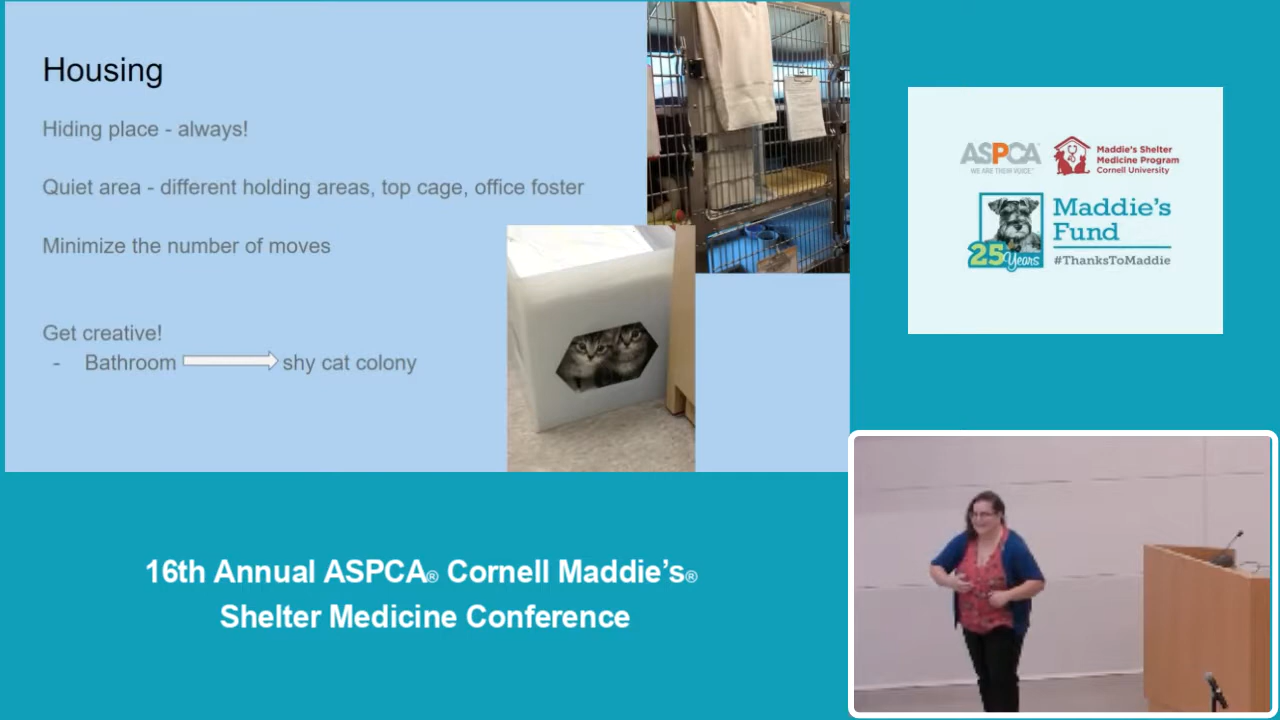 Housing
Hiding place - always!
Quiet area - different holding areas, top cage, office foster
Minimize the number of moves
Get creative!
- Bathroom shy cat colony
ASPCA
WE ARE THEIR VOICE
Maddie's Shelter
Medicine Program
Cornell University
25 Years
Maddie's
Fund
#ThanksToMaddie
16th Annual ASPCA® Cornell Maddie's®
Shelter Medicine Conference